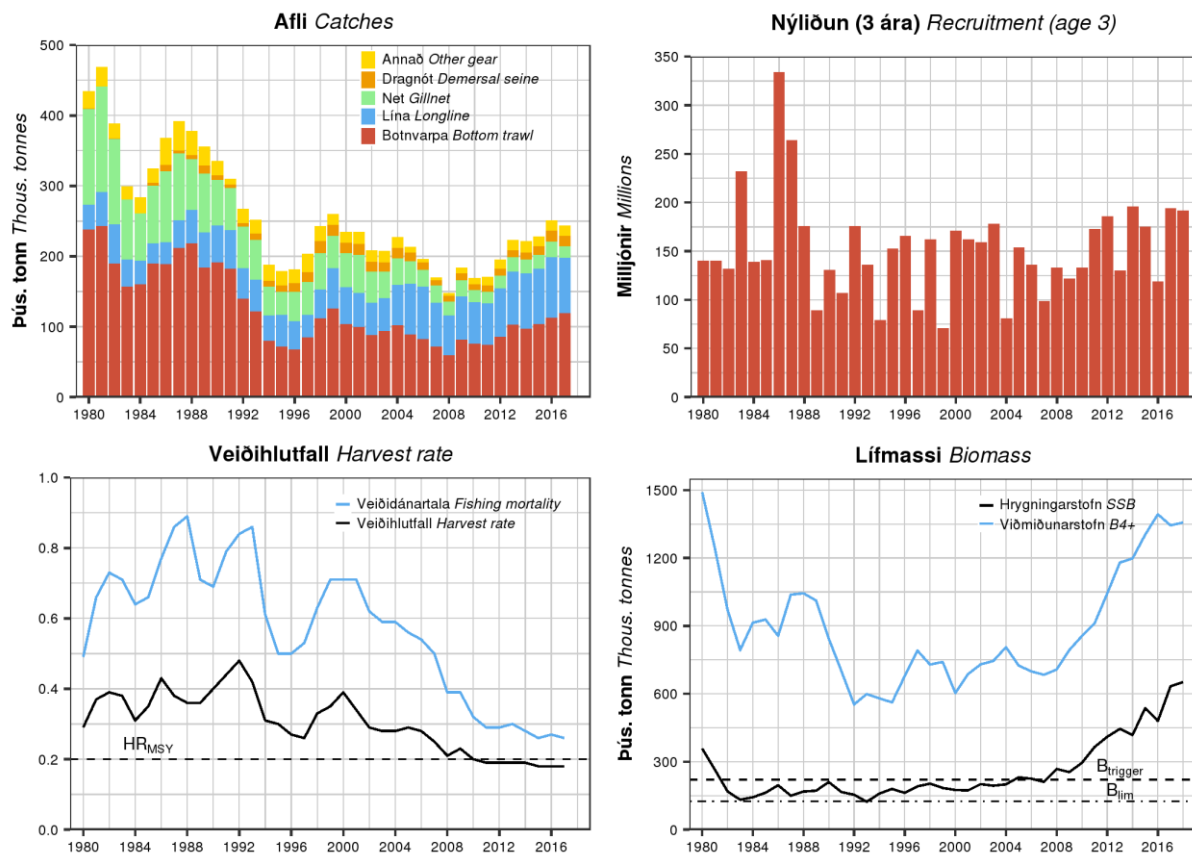 Afli Catches
Þús. tonn Thous. tonnes
500
400
300
200
100
0
Annað Other gear
Dragnót Demersal seine
Net Gillnet
Lína Longline
Botnvarpa Bottom trawl
1980 1984 1988 1992 1996 2000 2004 2008 2012 2016
Nýliðun (3 ára) Recruitment (age 3)
Milljónir Millions
350
300
250
200
150
100
50
0
1980 1984 1988 1992 1996 2000 2004 2008 2012 2016
Veiðihlutfall Harvest rate
1.0
0.8
0.6
0.4
0.2
0.0
Veiðidánartala Fishing mortality
Veiðihlutfall Harvest rate
HRMSY
1980 1984 1988 1992 1996 2000 2004 2008 2012 2016
Lífmassi Biomass
Þús. tonn Thous. tonnes
1500
1200
900
600
300
0
Hrygningarstofn SSB
Viðmiðunarstofn B4+
Btrigger
Blim
1980 1984 1988 1992 1996 2000 2004 2008 2012 2016